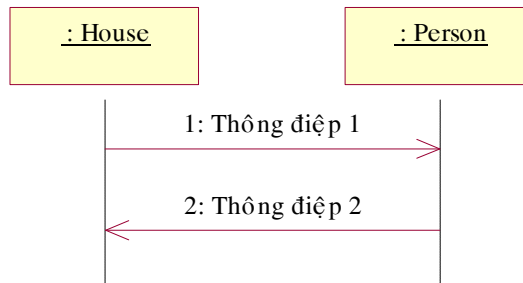 : House
: Person
1: Thông điệp 1
2: Thông điệp 2